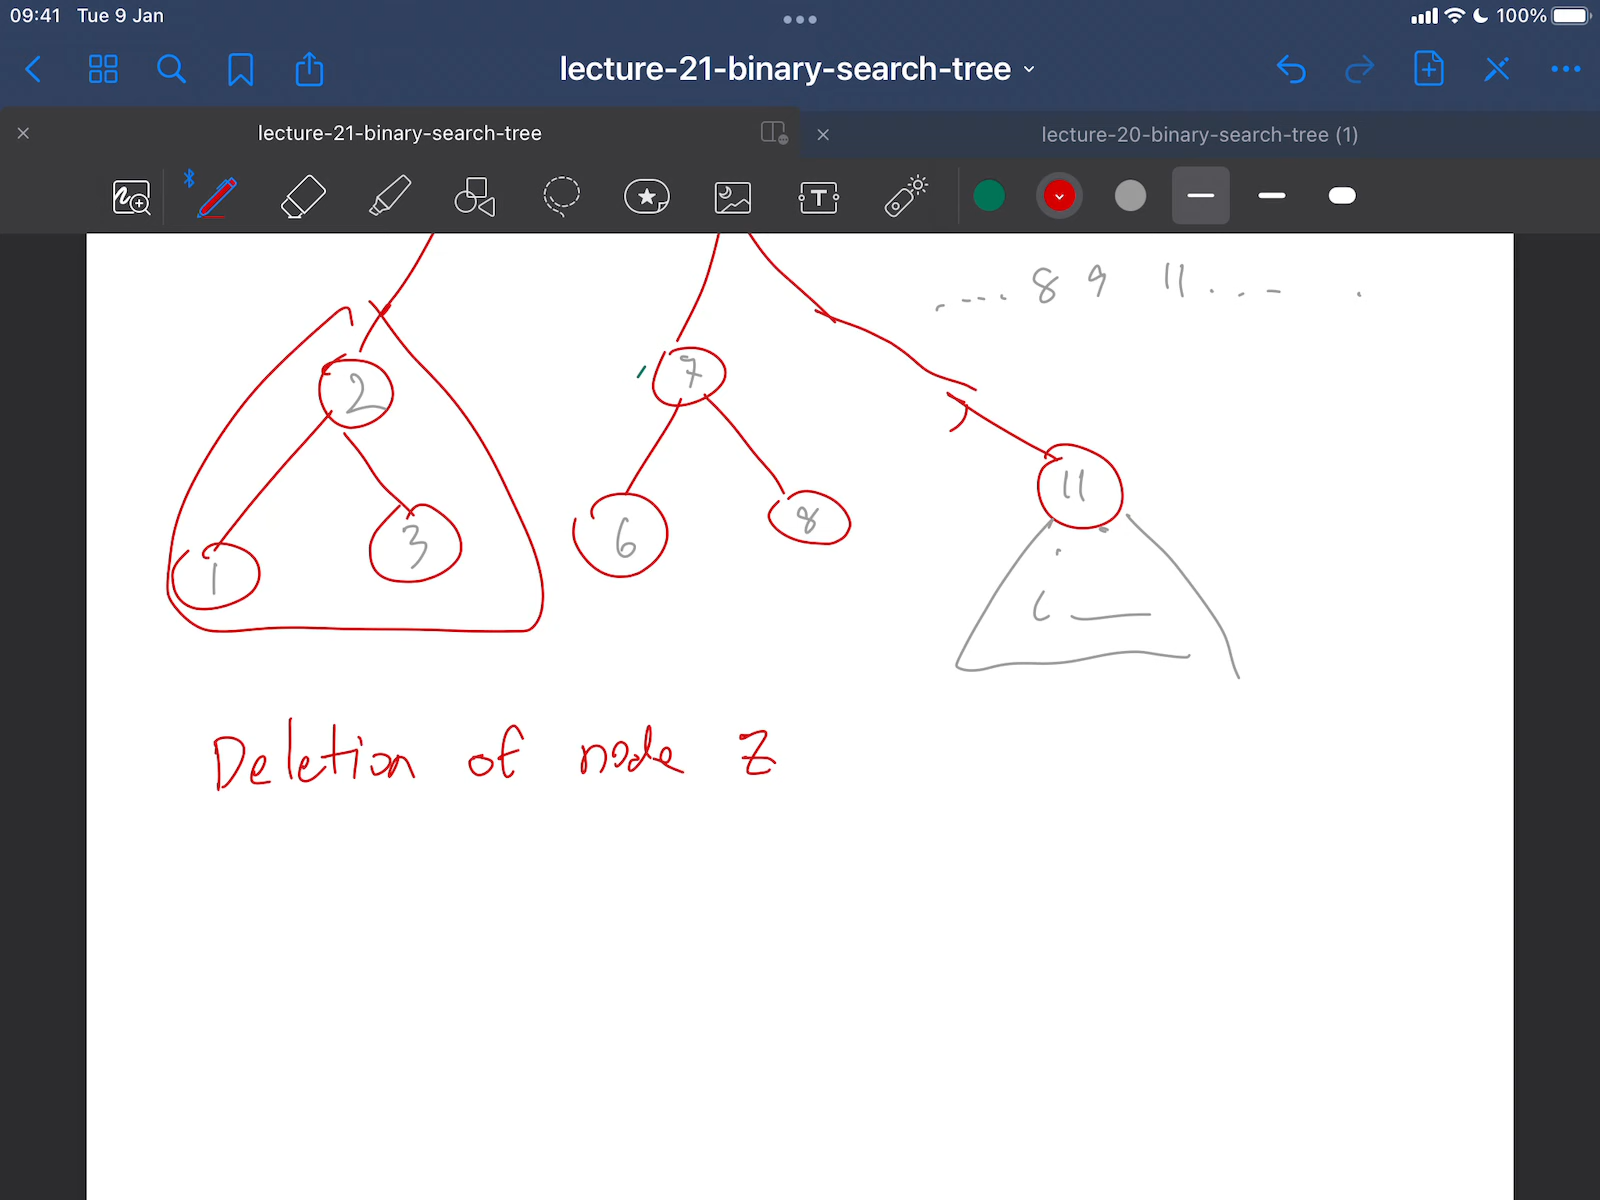 09:41 Tue 9 Jan
100%
lecture-21-binary-search-tree
lecture-21-binary-search-tree
lecture-20-binary-search-tree (1)
T
.... 8 9 11 ...
2
7
11
1
3
6
8
Deletion of node z